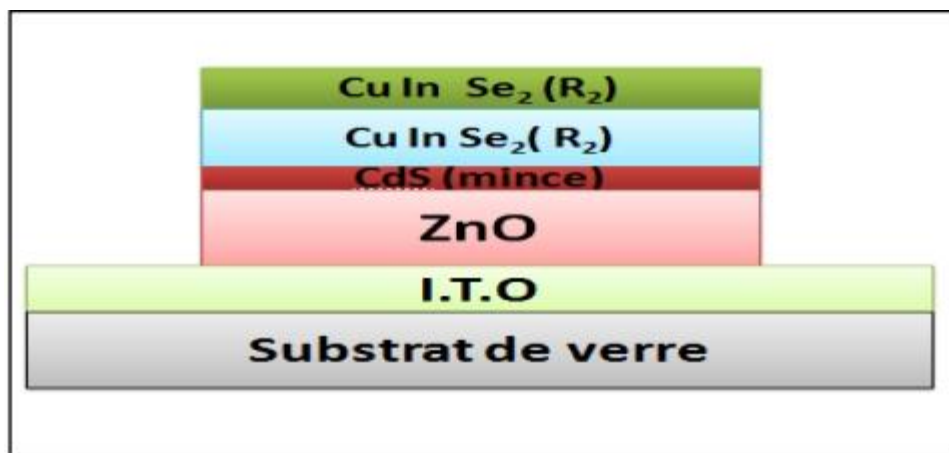 Cu In Se₂ (R₂)
Cu In Se₂( R₂)
CdS (mince)
ZnO
I.T.O
Substrat de verre